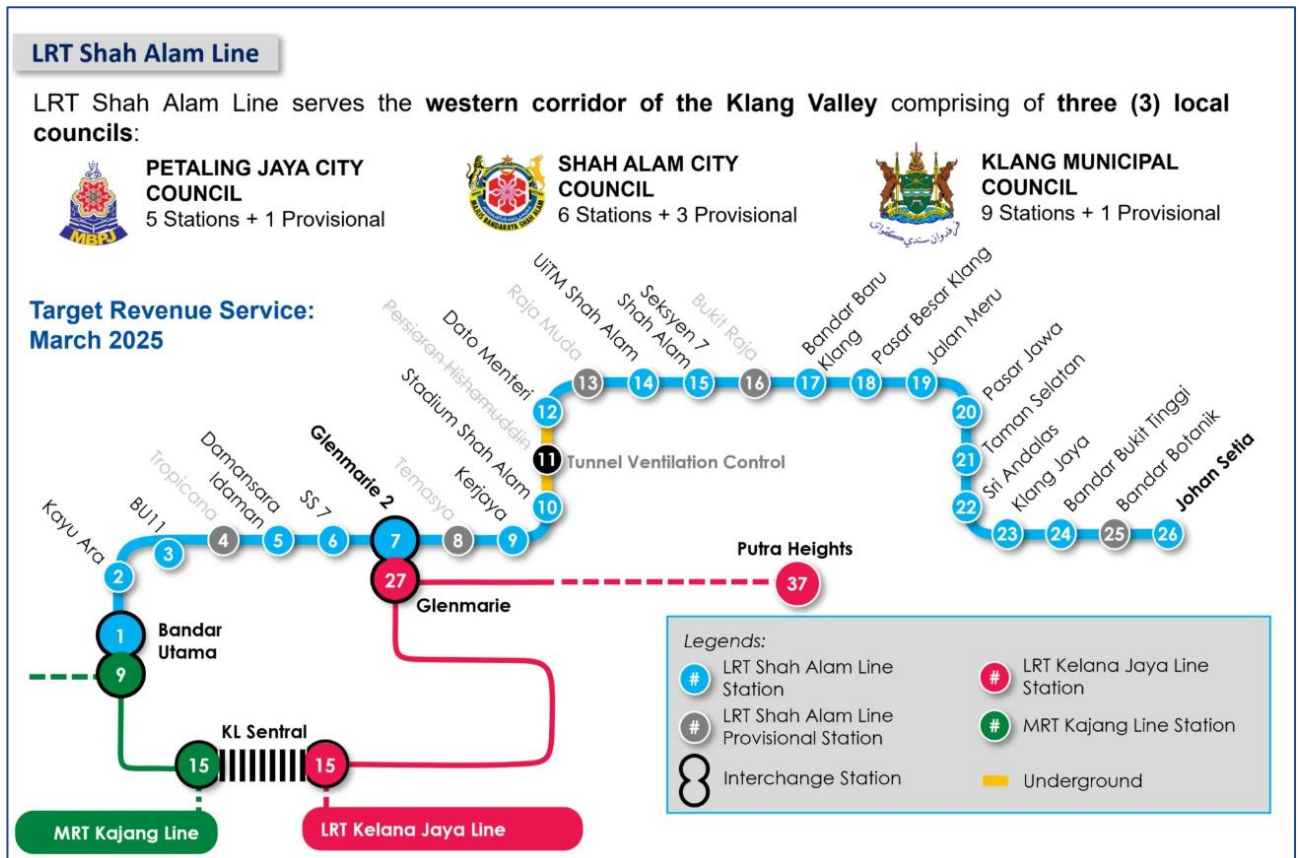 LRT Shah Alam Line
LRT Shah Alam Line serves the western corridor of the Klang Valley comprising of three (3) local
councils:
PETALING JAYA CITY
COUNCIL
5 Stations + 1 Provisional
MBPJ
SHAH ALAM CITY
COUNCIL
6 Stations + 3 Provisional
MAJLIS BANDARAYA SHAH ALAM
KLANG MUNICIPAL
COUNCIL
9 Stations + 1 Provisional
Target Revenue Service:
March 2025
1
Bandar
Utama
9
2
Kayu Ara
3
BU11
4
Tropicana
5
Damansara
Idaman
6
SS 7
7
Glenmarie 2
27
Glenmarie
8
Temasya
9
Kerjaya
10
Stadium Shah Alam
11
Persiaran Hishamuddin
Tunnel Ventilation Control
12
Dato Menteri
13
Raja Muda
14
UiTM Shah Alam
15
Seksyen 7
Shah Alam
16
Bukit Raja
17
Bandar Baru
Klang
18
Pasar Besar Klang
19
Jalan Meru
20
Pasar Jawa
21
Taman Selatan
22
Sri Andalas
23
Klang Jaya
24
Bandar Bukit Tinggi
25
Bandar Botanik
26
Johan Setia
Putra Heights
37
KL Sentral
15
15
MRT Kajang Line
LRT Kelana Jaya Line
Legends:
# LRT Shah Alam Line
Station
# LRT Shah Alam Line
Provisional Station
Interchange Station
# LRT Kelana Jaya Line
Station
# MRT Kajang Line Station
Underground